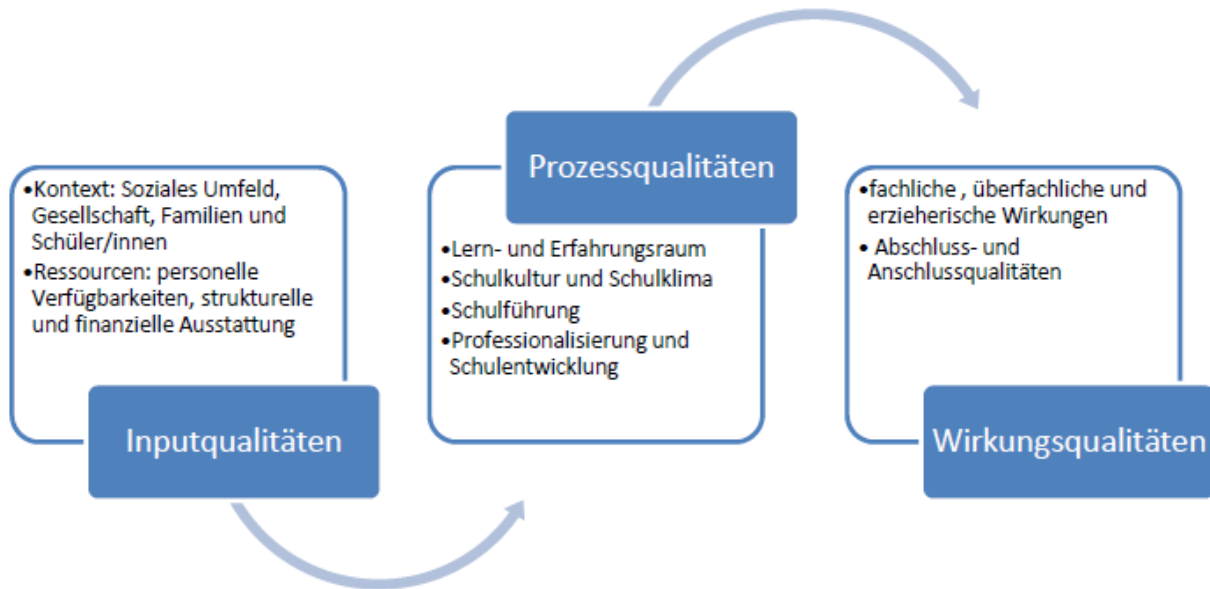 •Kontext: Soziales Umfeld,
Gesellschaft, Familien und
Schüler/innen
•Ressourcen: personelle
Verfügbarkeiten, strukturelle
und finanzielle Ausstattung
Inputqualitäten
Prozessqualitäten
•Lern- und Erfahrungsraum
•Schulkultur und Schulklima
•Schulführung
•Professionalisierung und
Schulentwicklung
•fachliche , überfachliche und
erzieherische Wirkungen
• Abschluss- und
Anschlussqualitäten
Wirkungsqualitäten